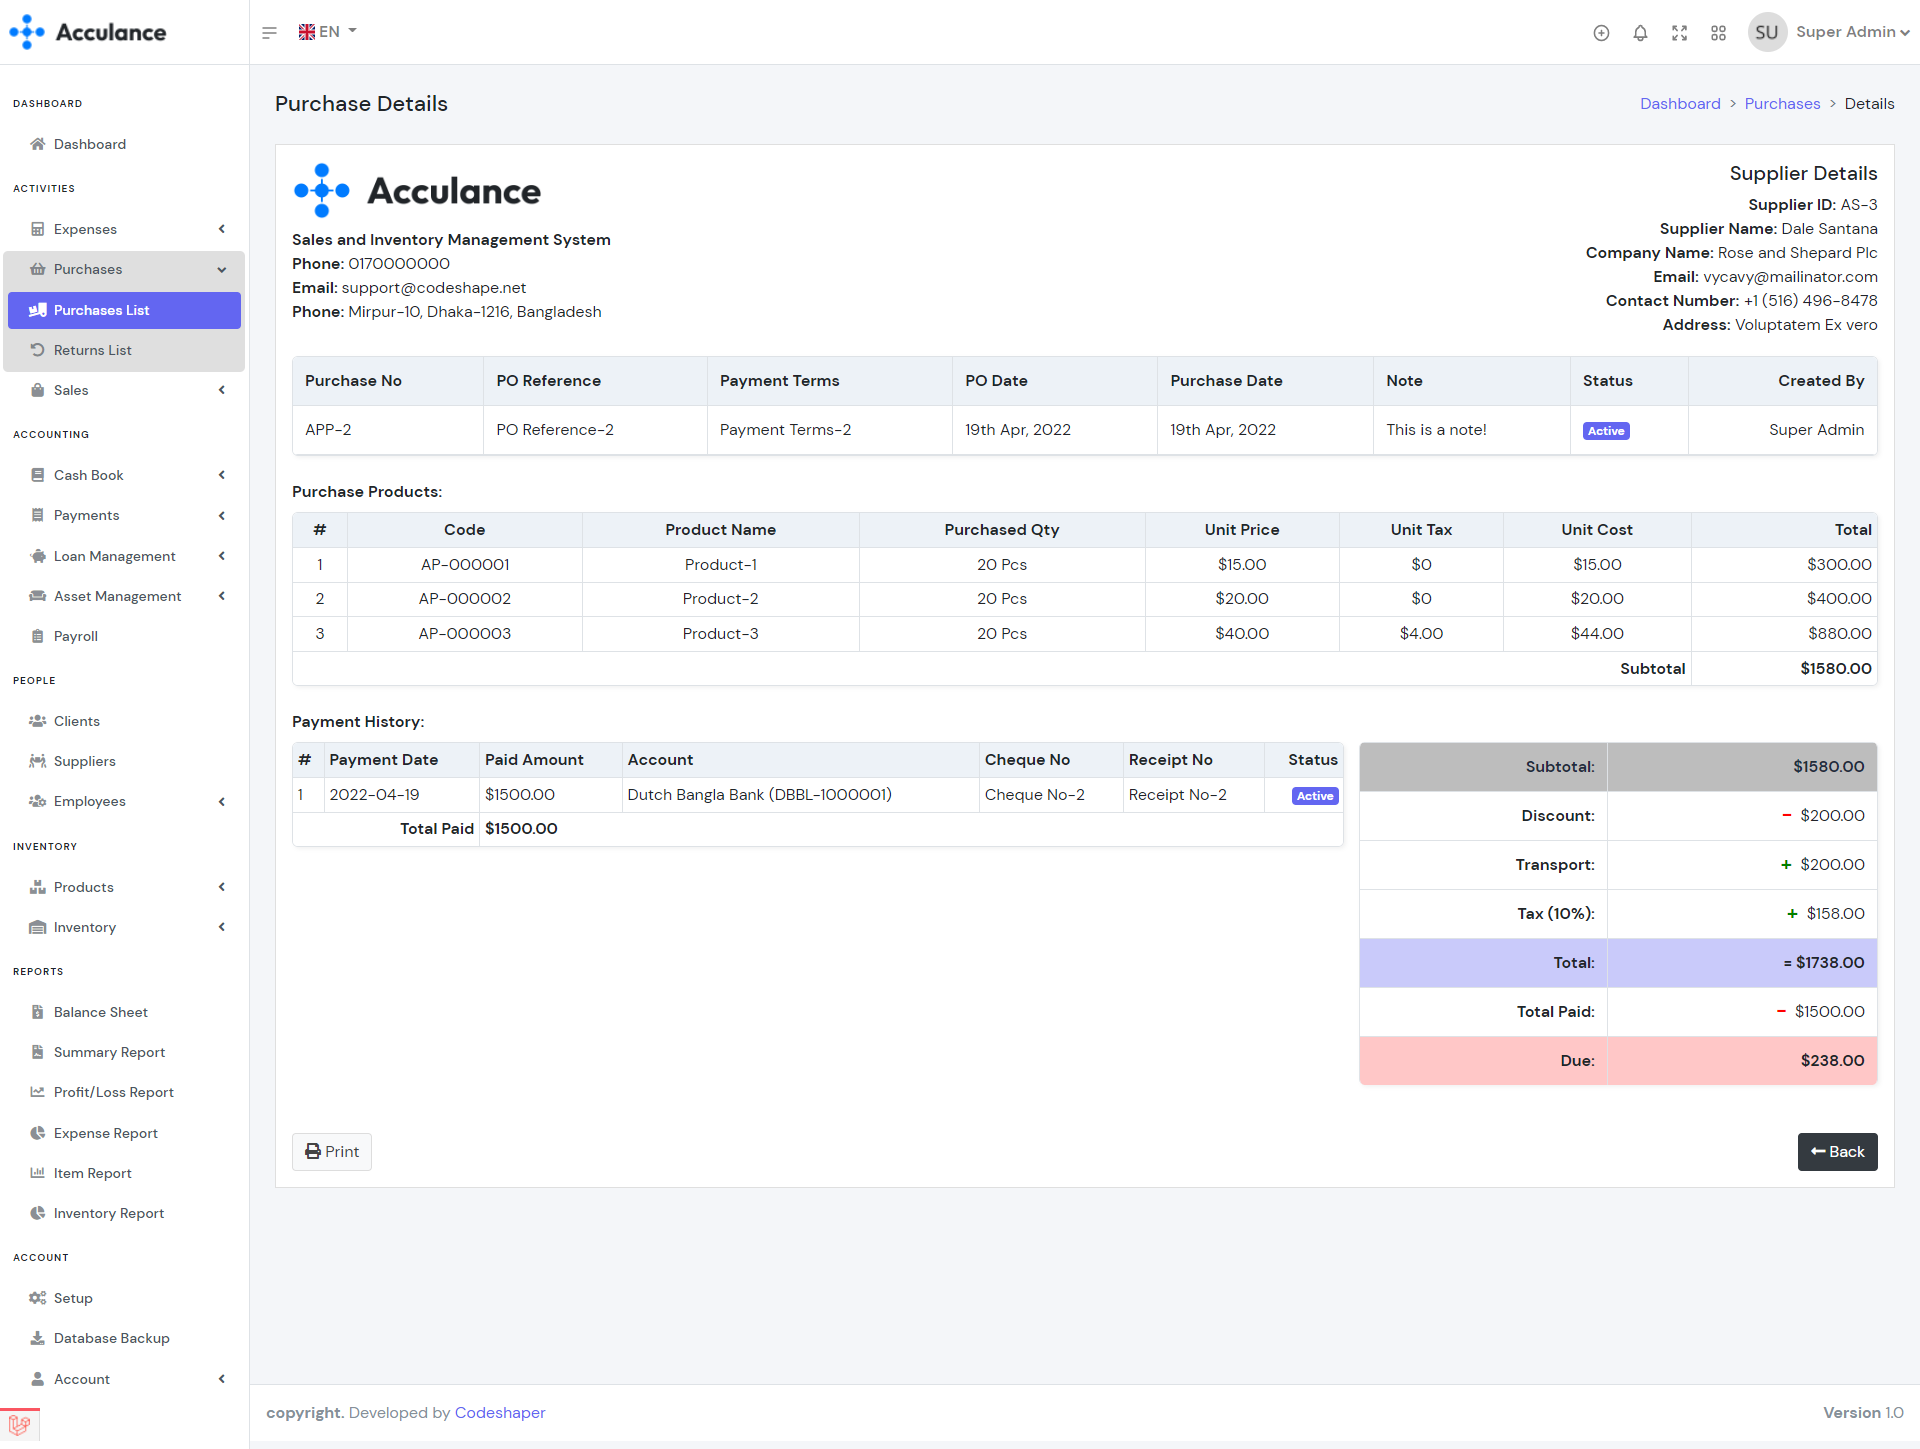 Acculance
EN
SU Super Admin
DASHBOARD
Dashboard
ACTIVITIES
Expenses
Purchases
Purchases List
Returns List
Sales
ACCOUNTING
Cash Book
Payments
Loan Management
Asset Management
Payroll
PEOPLE
Clients
Suppliers
Employees
INVENTORY
Products
Inventory
REPORTS
Balance Sheet
Summary Report
Profit/Loss Report
Expense Report
Item Report
Inventory Report
ACCOUNT
Setup
Database Backup
Account
Purchase Details
Dashboard > Purchases > Details
Acculance
Sales and Inventory Management System
Phone: 0170000000
Email: support@codeshape.net
Phone: Mirpur-10, Dhaka-1216, Bangladesh
Supplier Details
Supplier ID: AS-3
Supplier Name: Dale Santana
Company Name: Rose and Shepard Plc
Email: vycavy@mailinator.com
Contact Number: +1 (516) 496-8478
Address: Voluptatem Ex vero
Purchase No PO Reference Payment Terms PO Date Purchase Date Note Status Created By
APP-2 PO Reference-2 Payment Terms-2 19th Apr, 2022 19th Apr, 2022 This is a note! Active Super Admin
Purchase Products:
# Code Product Name Purchased Qty Unit Price Unit Tax Unit Cost Total
1 AP-000001 Product-1 20 Pcs $15.00 $0 $15.00 $300.00
2 AP-000002 Product-2 20 Pcs $20.00 $0 $20.00 $400.00
3 AP-000003 Product-3 20 Pcs $40.00 $4.00 $44.00 $880.00
Subtotal $1580.00
Payment History:
# Payment Date Paid Amount Account Cheque No Receipt No Status
1 2022-04-19 $1500.00 Dutch Bangla Bank (DBBL-1000001) Cheque No-2 Receipt No-2 Active
Total Paid $1500.00
Subtotal: $1580.00
Discount: - $200.00
Transport: + $200.00
Tax (10%): + $158.00
Total: = $1738.00
Total Paid: - $1500.00
Due: $238.00
Print
Back
copyright. Developed by Codeshaper
Version 1.0